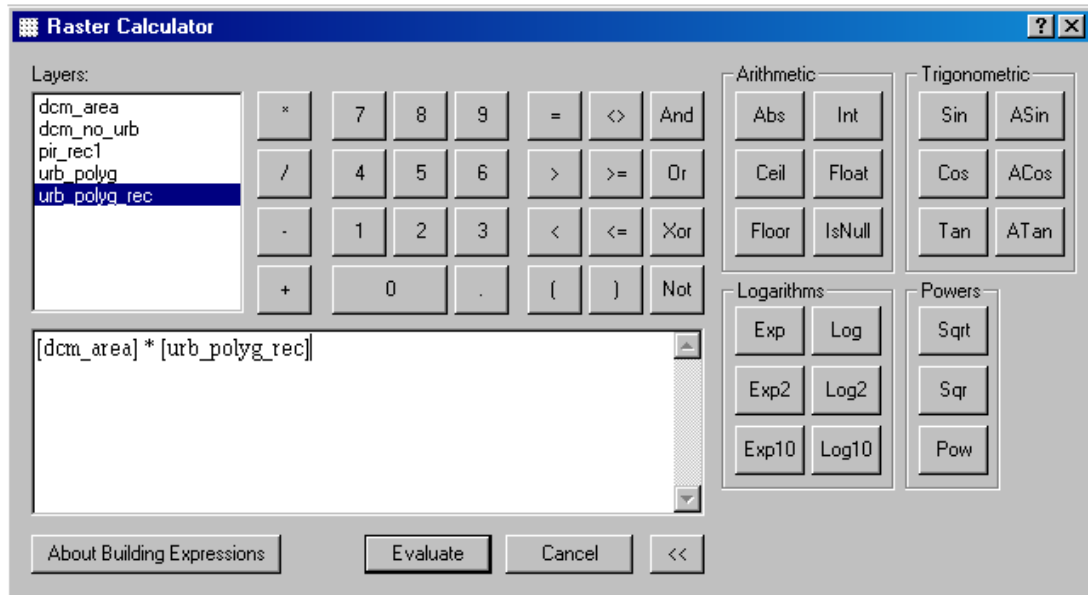 Raster Calculator
? X
Layers:
dcm_area
dcm_no_urb
pir_rec1
urb_polyg
urb_polyg_rec
* 7 8 9 = <> And
/ 4 5 6 > >= Or
- 1 2 3 < <= Xor
+ 0 . ( ) Not
[dcm_area] * [urb_polyg_rec]
About Building Expressions
Evaluate
Cancel
<<
Arithmetic
Abs Int
Ceil Float
Floor IsNull
Trigonometric
Sin ASin
Cos ACos
Tan ATan
Logarithms
Exp Log
Exp2 Log2
Exp10 Log10
Powers
Sqrt
Sqr
Pow